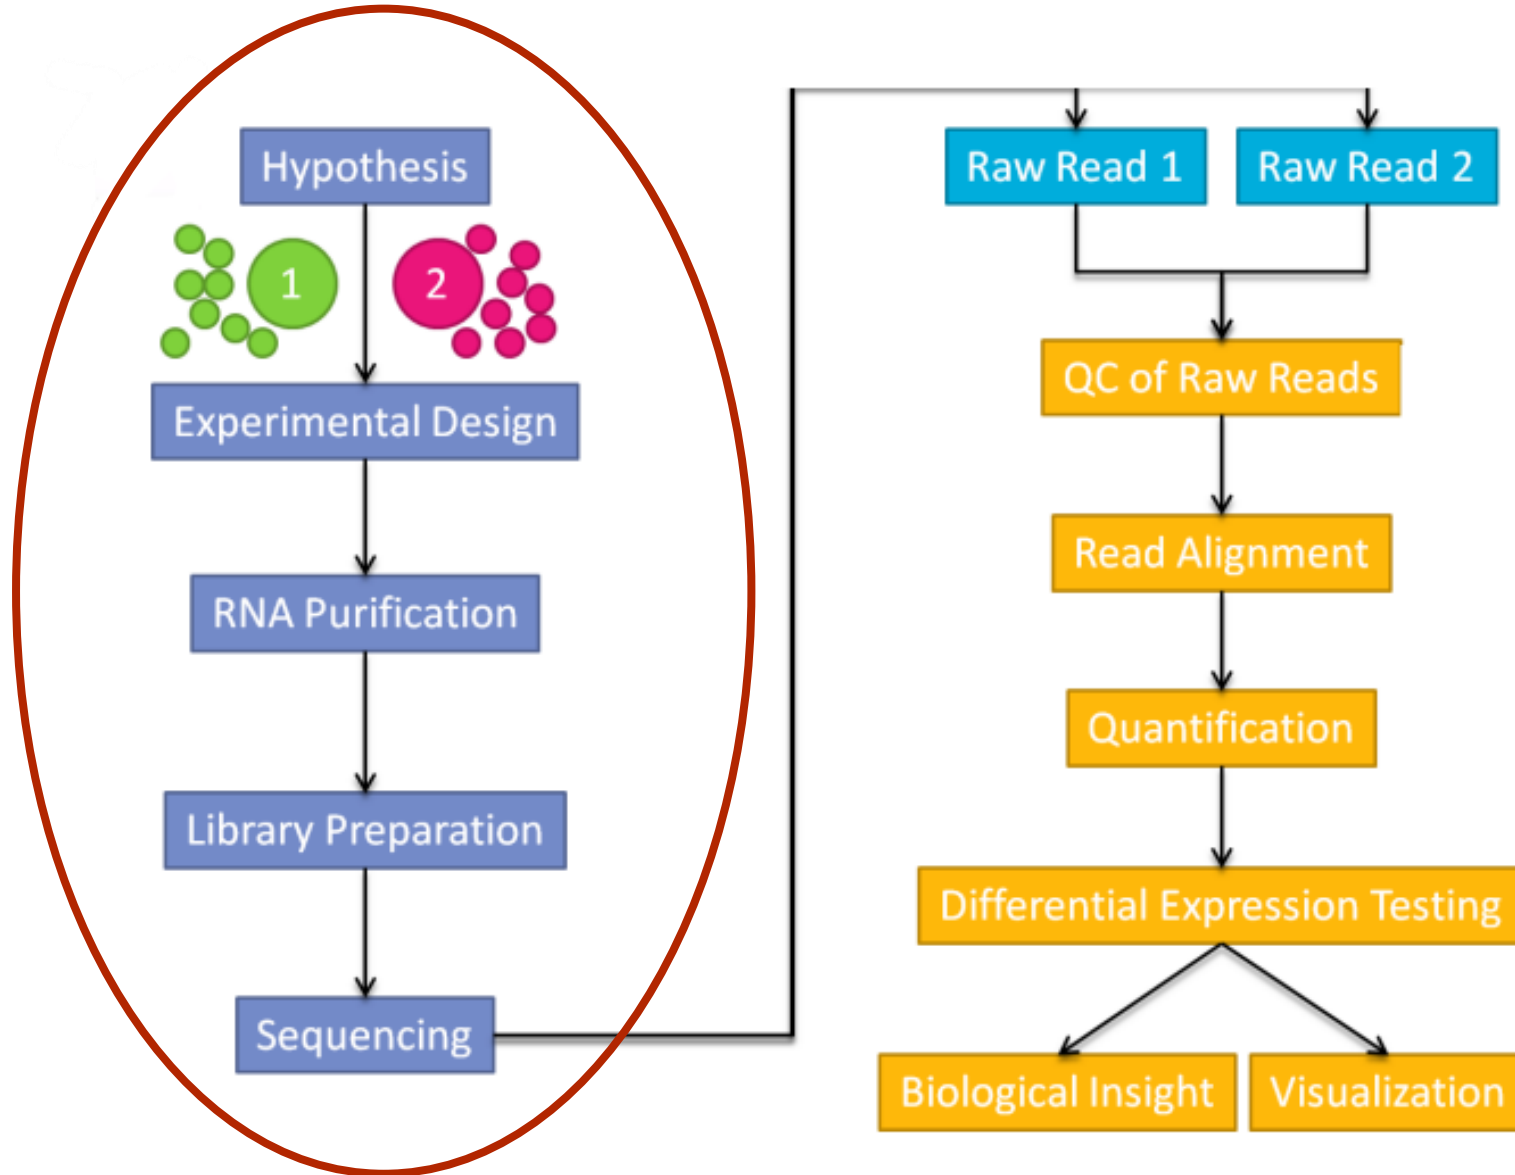 Hypothesis
1
2
Experimental Design
RNA Purification
Library Preparation
Sequencing
Raw Read 1
Raw Read 2
QC of Raw Reads
Read Alignment
Quantification
Differential Expression Testing
Biological Insight
Visualization